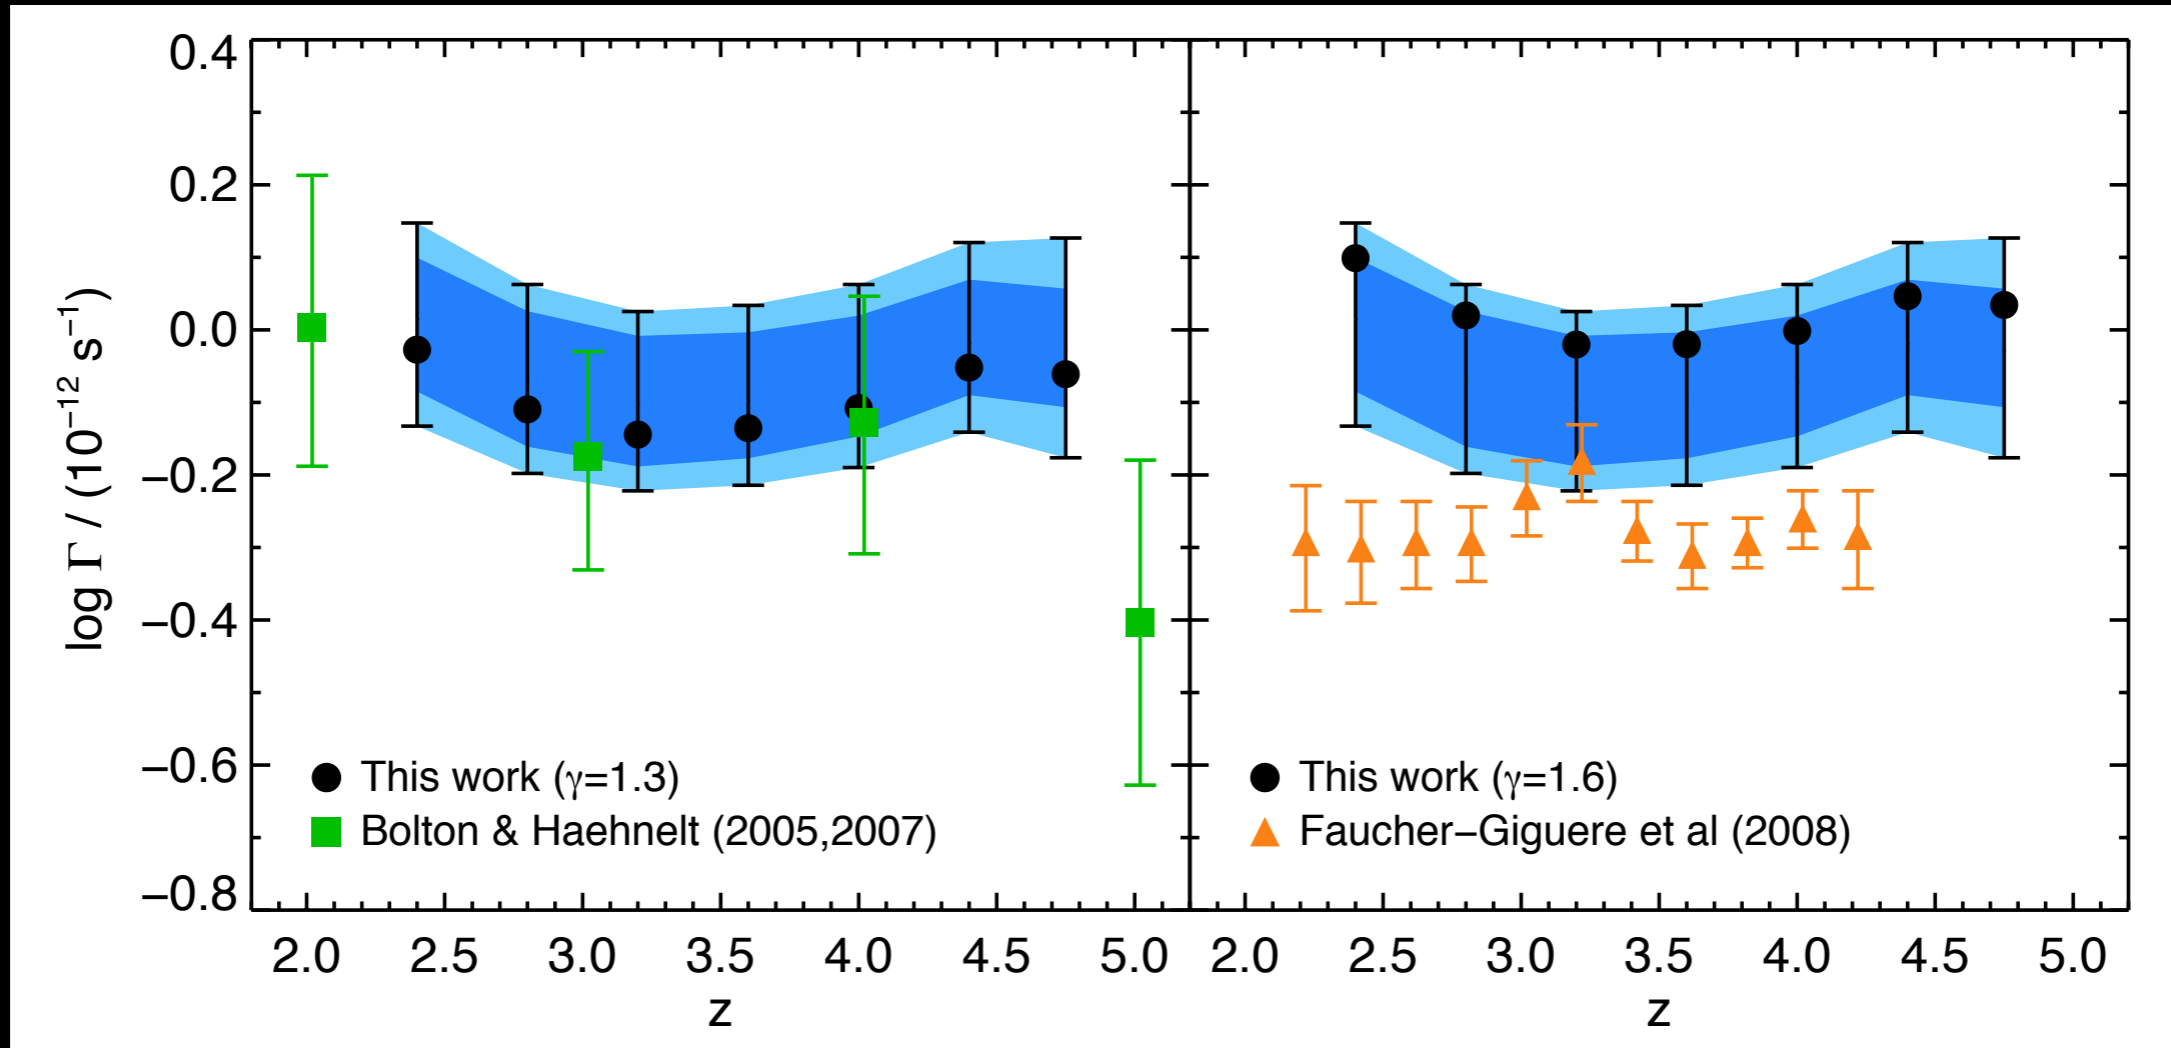 0.4
0.2
0.0
−0.2
−0.4
−0.6
−0.8
log Γ / (10⁻¹² s⁻¹)
This work (γ=1.3)
Bolton & Haehnelt (2005,2007)
This work (γ=1.6)
Faucher−Giguere et al (2008)
2.0 2.5 3.0 3.5 4.0 4.5 5.0 2.0 2.5 3.0 3.5 4.0 4.5 5.0
z z